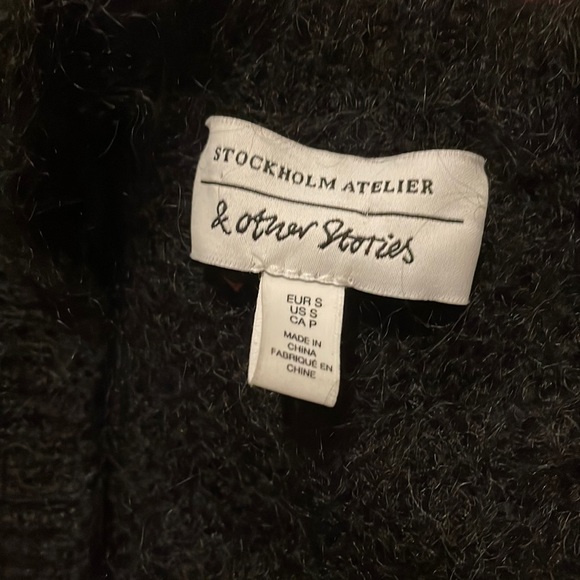 STOCKHOLM ATELIER
& other Stories
EUR S
US S
CA P
MADE IN
CHINA
FABRIQUÉ EN
CHINE